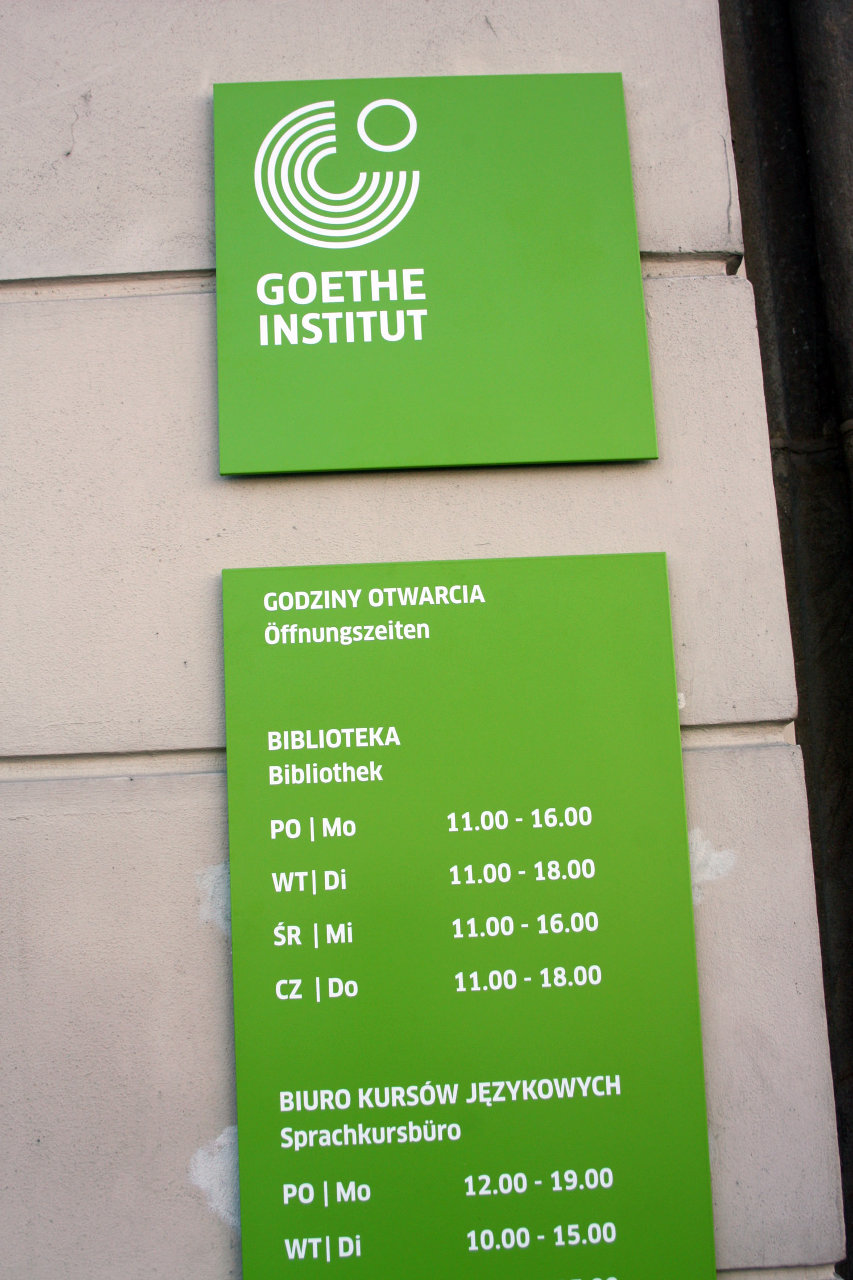 GOETHE
INSTITUT
GODZINY OTWARCIA
Öffnungszeiten
BIBLIOTEKA
Bibliothek
PO | Mo 11.00 - 16.00
WT| Di 11.00 - 18.00
ŚR | Mi 11.00 - 16.00
CZ | Do 11.00 - 18.00
BIURO KURSÓW JĘZYKOWYCH
Sprachkursbüro
PO | Mo 12.00 - 19.00
WT| Di 10.00 - 15.00